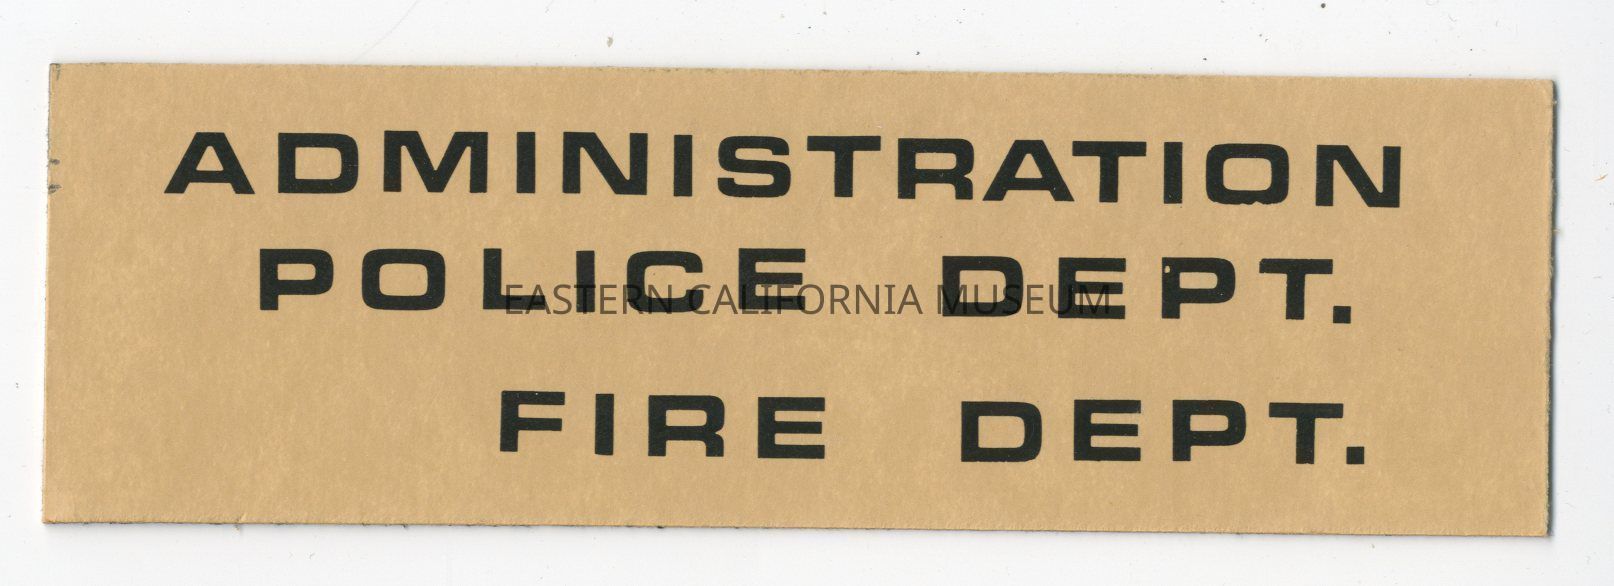 ADMINISTRATION
POLICE DEPT.
EASTERN CALIFORNIA MUSEUM
FIRE DEPT.